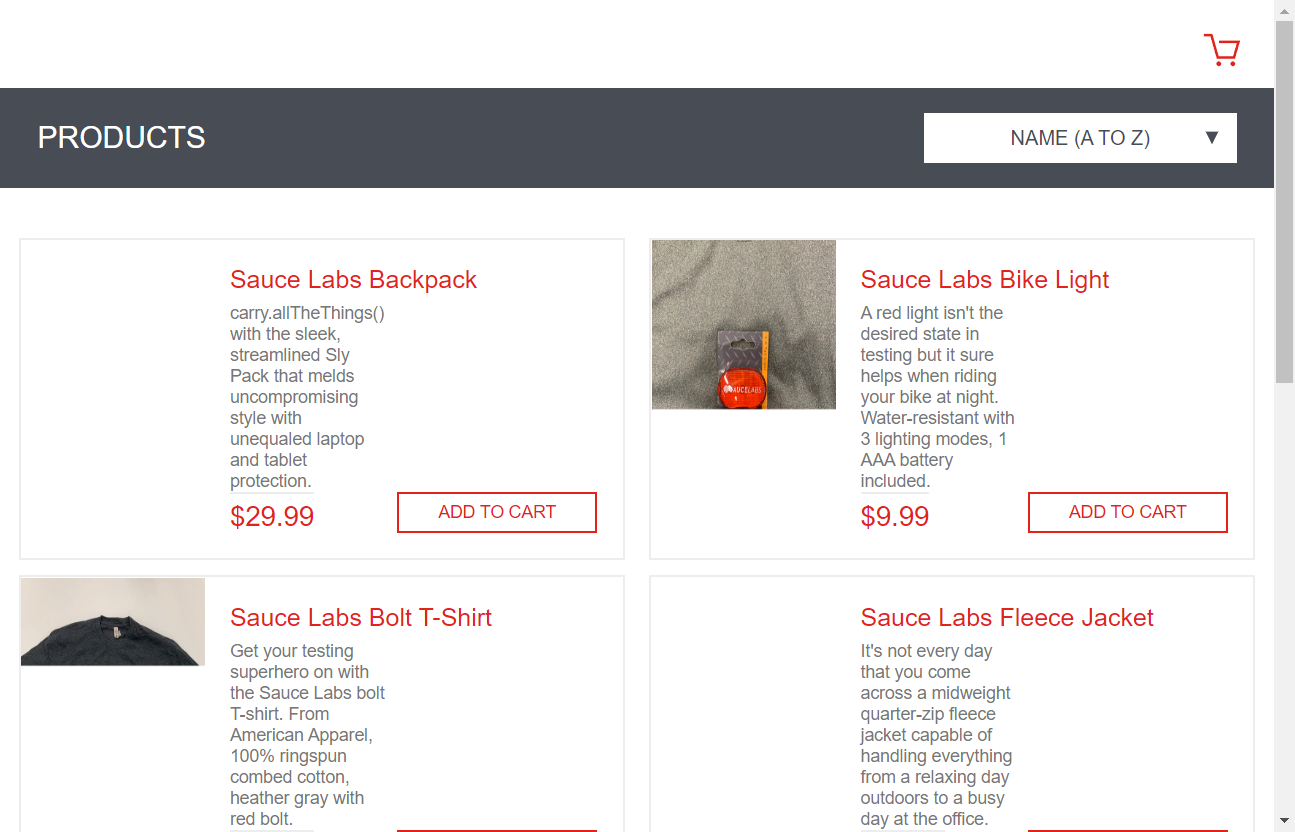 PRODUCTS
NAME (A TO Z)
Sauce Labs Backpack
carry.allTheThings()
with the sleek,
streamlined Sly
Pack that melds
uncompromising
style with
unequaled laptop
and tablet
protection.
$29.99
ADD TO CART
Sauce Labs Bike Light
A red light isn't the
desired state in
testing but it sure
helps when riding
your bike at night.
Water-resistant with
3 lighting modes, 1
AAA battery
included.
$9.99
ADD TO CART
SAUCELABS
Sauce Labs Bolt T-Shirt
Get your testing
superhero on with
the Sauce Labs bolt
T-shirt. From
American Apparel,
100% ringspun
combed cotton,
heather gray with
red bolt.
Sauce Labs Fleece Jacket
It's not every day
that you come
across a midweight
quarter-zip fleece
jacket capable of
handling everything
from a relaxing day
outdoors to a busy
day at the office.